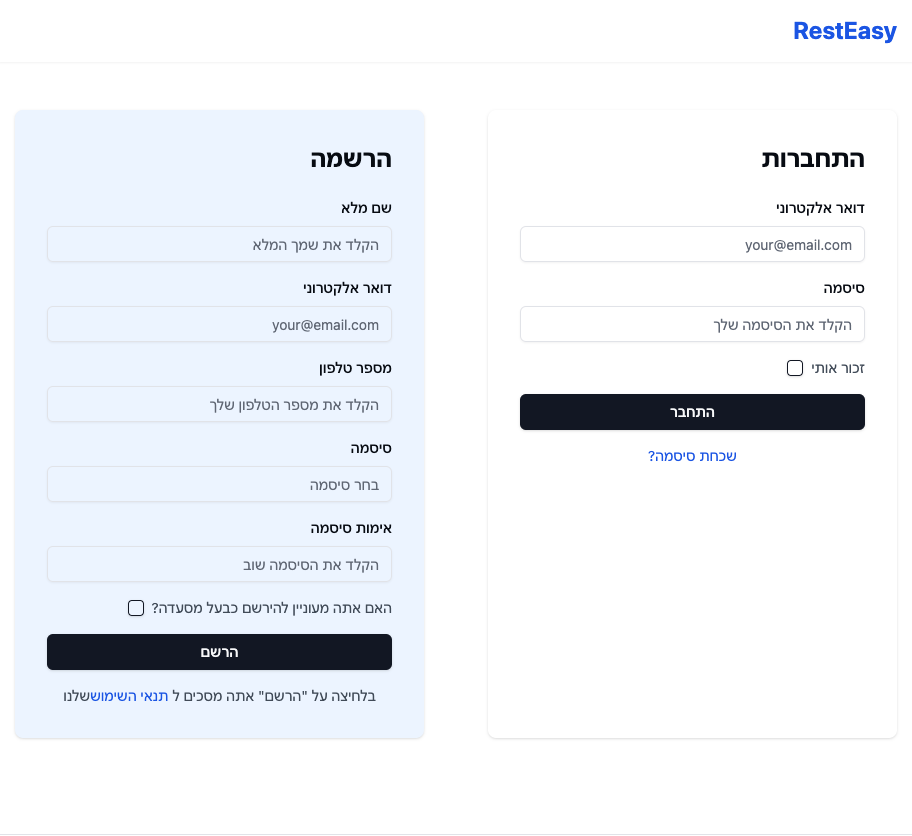 RestEasy
התחברות
דואר אלקטרוני
your@email.com
סיסמה
הקלד את הסיסמה שלך
זכור אותי
התחבר
שכחת סיסמה?
הרשמה
שם מלא
הקלד את שמך המלא
דואר אלקטרוני
your@email.com
מספר טלפון
הקלד את מספר הטלפון שלך
סיסמה
בחר סיסמה
אימות סיסמה
הקלד את הסיסמה שוב
האם אתה מעוניין להירשם כבעל מסעדה?
הרשם
בלחיצה על "הרשם" אתה מסכים ל תנאי השימוששלנו